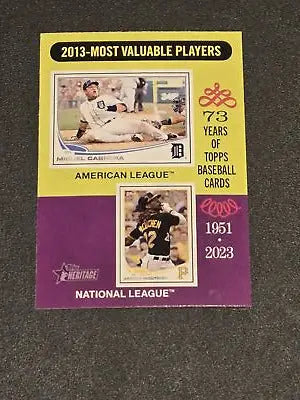 2013-MOST VALUABLE PLAYERS
MIGUEL CABRERA
D
AMERICAN LEAGUE™
73
YEARS
OF
TOPPS
BASEBALL
CARDS
1951
•
2023
2
P
HERITAGE
NATIONAL LEAGUE™